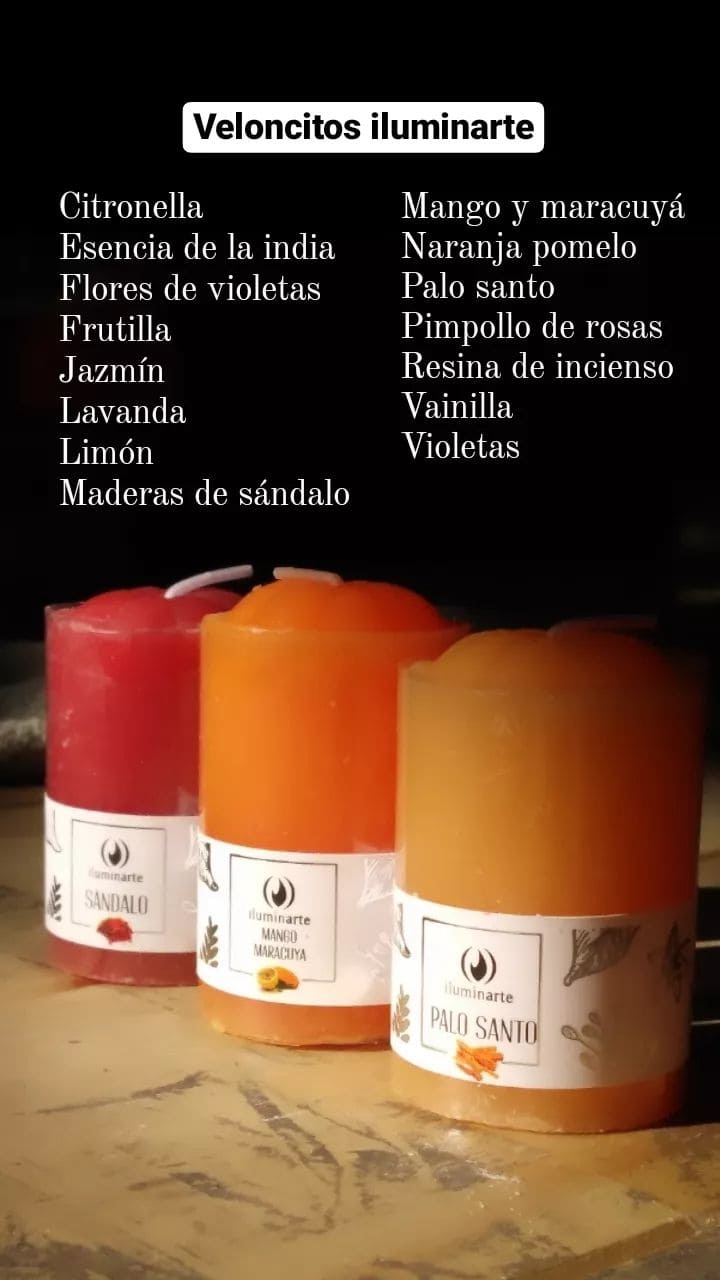 Veloncitos iluminarte
Citronella
Esencia de la india
Flores de violetas
Frutilla
Jazmín
Lavanda
Limón
Maderas de sándalo
Mango y maracuyá
Naranja pomelo
Palo santo
Pimpollo de rosas
Resina de incienso
Vainilla
Violetas
iluminarte
SANDALO
iluminarte
MANGO
MARACUYA
iluminarte
PALO SANTO